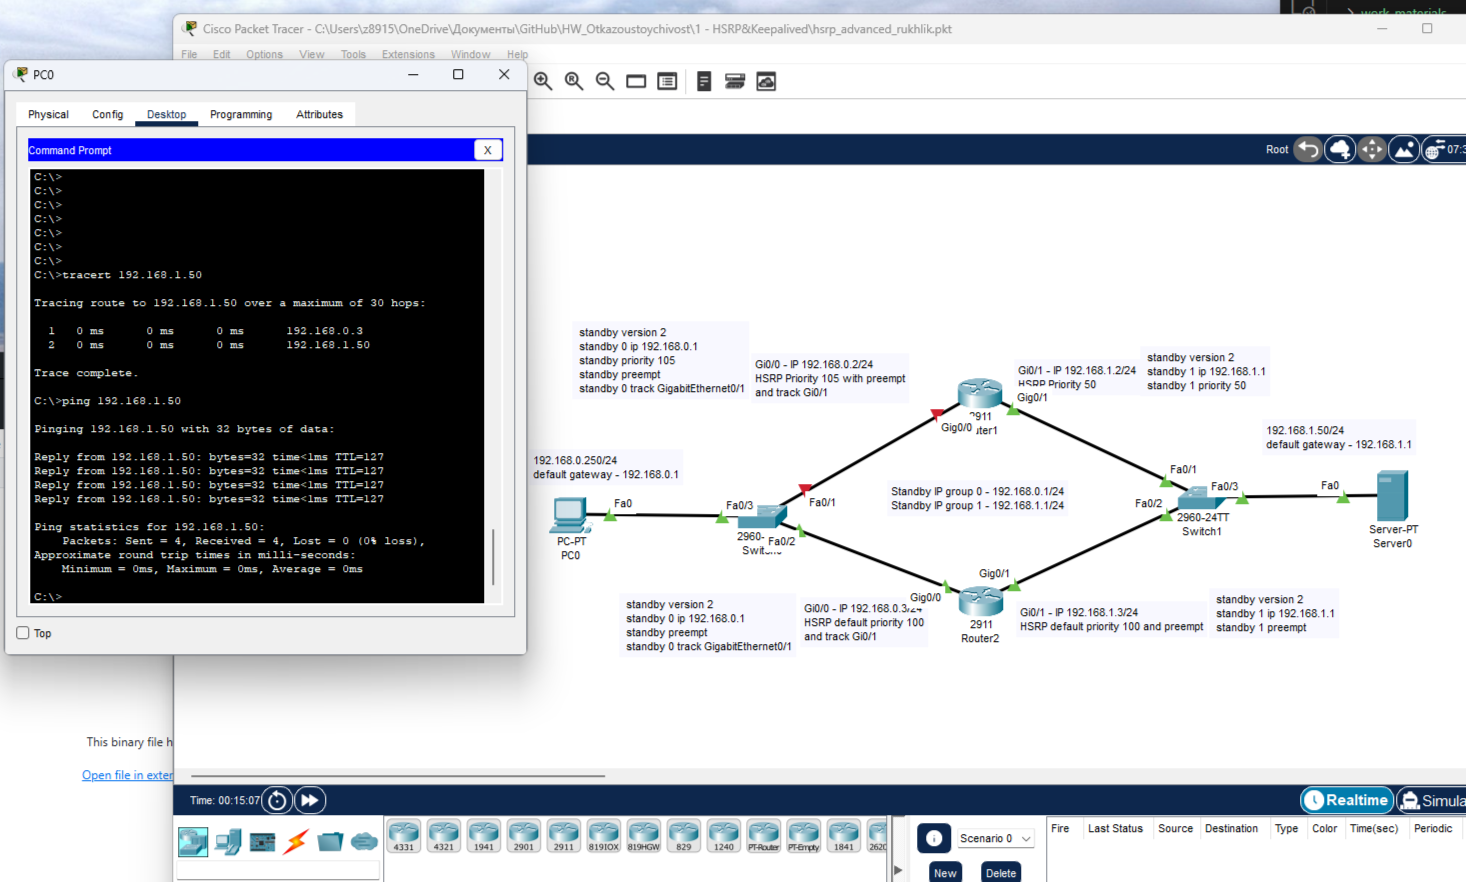 work_materials
Cisco Packet Tracer - C:\Users\z8915\OneDrive\Документы\GitHub\HW_Otkazoustoychivost\1 - HSRP&Keepalived\hsrp_advanced_rukhlik.pkt
File Edit Options View Tools Extensions Window Help
PC0
Physical Config Desktop Programming Attributes
Command Prompt
X
C:\>
C:\>
C:\>
C:\>
C:\>
C:\>
C:\>
C:\>tracert 192.168.1.50
Tracing route to 192.168.1.50 over a maximum of 30 hops:
1 0 ms 0 ms 0 ms 192.168.0.3
2 0 ms 0 ms 0 ms 192.168.1.50
Trace complete.
C:\>ping 192.168.1.50
Pinging 192.168.1.50 with 32 bytes of data:
Reply from 192.168.1.50: bytes=32 time<1ms TTL=127
Reply from 192.168.1.50: bytes=32 time<1ms TTL=127
Reply from 192.168.1.50: bytes=32 time<1ms TTL=127
Reply from 192.168.1.50: bytes=32 time<1ms TTL=127
Ping statistics for 192.168.1.50:
Packets: Sent = 4, Received = 4, Lost = 0 (0% loss),
Approximate round trip times in milli-seconds:
Minimum = 0ms, Maximum = 0ms, Average = 0ms
C:\>
Top
Root
07:3
standby version 2
standby 0 ip 192.168.0.1
standby priority 105
standby preempt
standby 0 track GigabitEthernet0/1
Gi0/0 - IP 192.168.0.2/24
HSRP Priority 105 with preempt
and track Gi0/1
Gi0/1 - IP 192.168.1.2/24
HSRP Priority 50
Gig0/1
standby version 2
standby 1 ip 192.168.1.1
standby 1 priority 50
2911
Gig0/0
uter1
192.168.1.50/24
default gateway - 192.168.1.1
192.168.0.250/24
default gateway - 192.168.0.1
Fa0
PC-PT
PC0
Fa0/3
Fa0/1
2960-
Fa0/2
Standby IP group 0 - 192.168.0.1/24
Standby IP group 1 - 192.168.1.1/24
Fa0/1
Fa0/2
Fa0/3
2960-24TT
Switch1
Fa0
Server-PT
Server0
standby version 2
standby 0 ip 192.168.0.1
standby preempt
standby 0 track GigabitEthernet0/1
Gi0/0 - IP 192.168.0.3/24
HSRP default priority 100
and track Gi0/1
Gig0/0
Gig0/1
2911
Router2
Gi0/1 - IP 192.168.1.3/24
HSRP default priority 100 and preempt
standby version 2
standby 1 ip 192.168.1.1
standby 1 preempt
This binary file h
Open file in exter
Time: 00:15:07
Realtime
Simula
4331 4321 1941 2901 2911 819IOX 819HGW 829 1240 PT-Router PT-Empty 1841 2620
Scenario 0
New Delete
Fire Last Status Source Destination Type Color Time(sec) Periodic